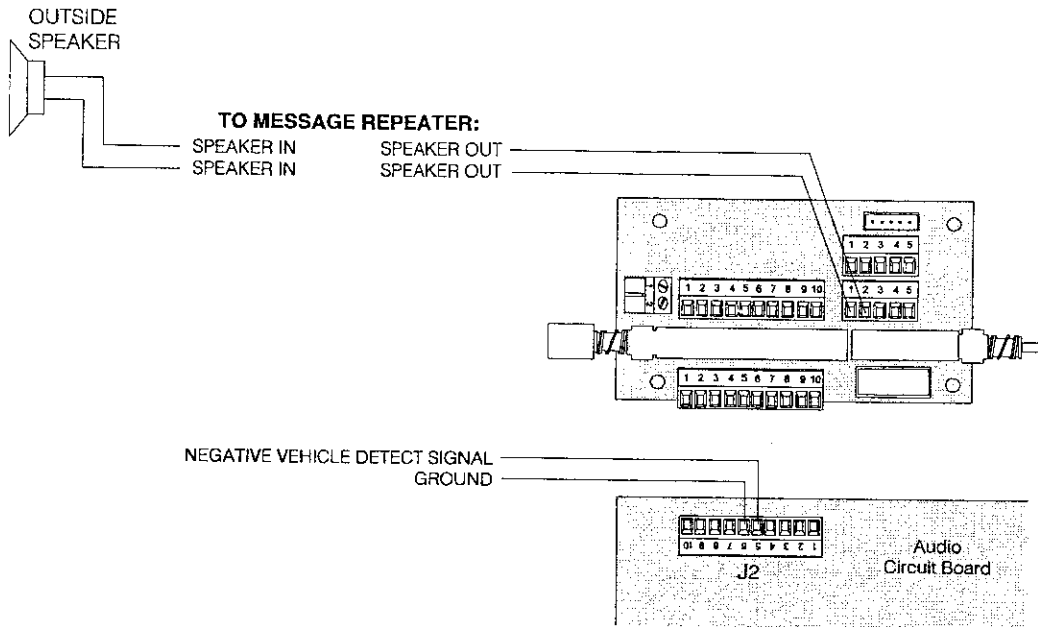 OUTSIDE
SPEAKER
TO MESSAGE REPEATER:
SPEAKER IN SPEAKER OUT
SPEAKER IN SPEAKER OUT
1 2 3 4 5
1 2 3 4 5 6 7 8 9 10
1 2 3 4 5
1 2 3 4 5 6 7 8 9 10
NEGATIVE VEHICLE DETECT SIGNAL
GROUND
10 9 8 7 6 5 4 3 2 1
J2
Audio
Circuit Board